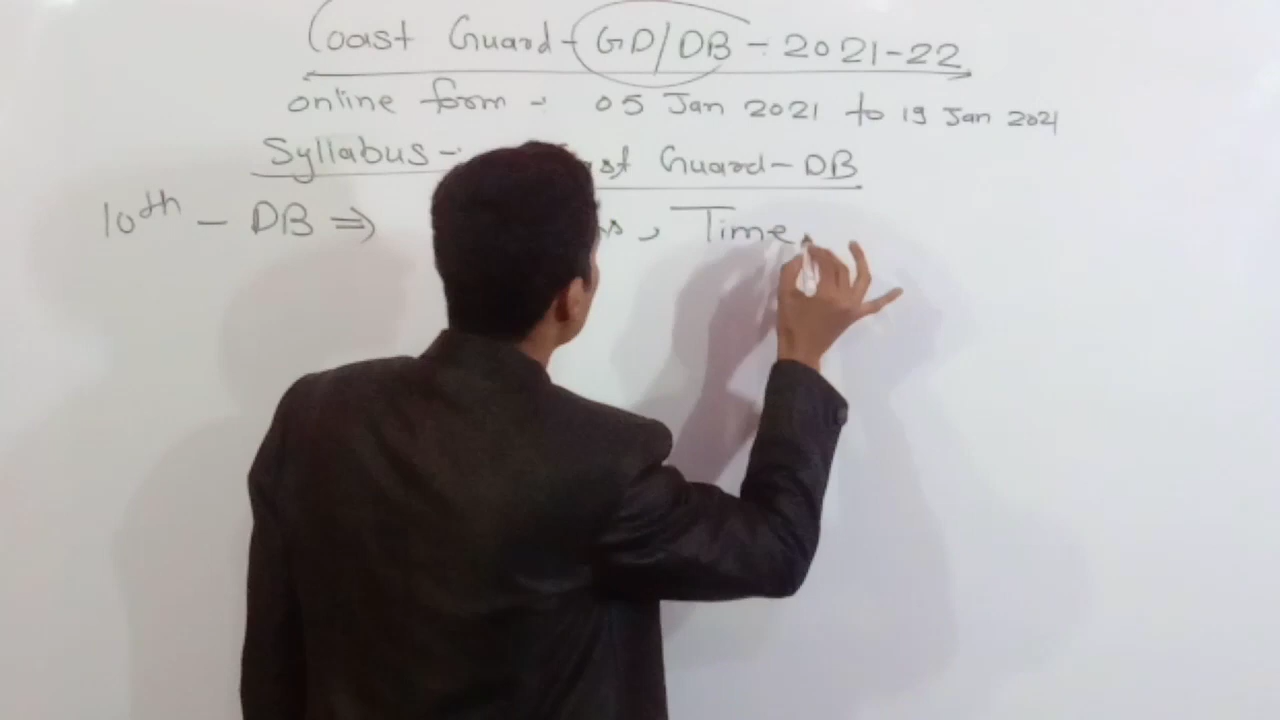 Coast Guard - GD/DB - 2021-22
online form - 05 Jan 2021 to 19 Jan 2021
Syllabus - Guard - DB
10th - DB ⇒ , Time